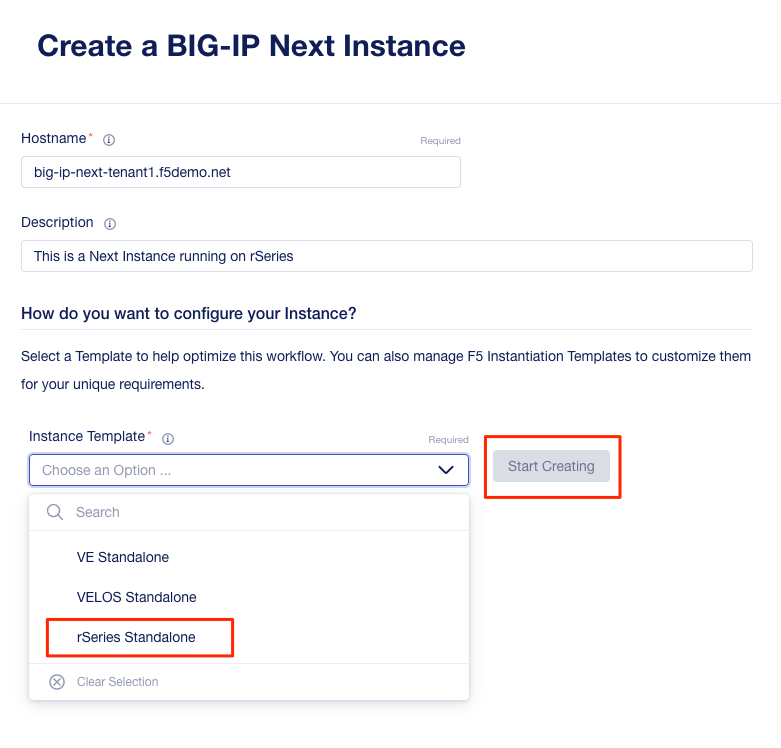 Create a BIG-IP Next Instance
Hostname*
Required
big-ip-next-tenant1.f5demo.net
Description
This is a Next Instance running on rSeries
How do you want to configure your Instance?
Select a Template to help optimize this workflow. You can also manage F5 Instantiation Templates to customize them
for your unique requirements.
Instance Template*
Required
Choose an Option ...
Start Creating
Search
VE Standalone
VELOS Standalone
rSeries Standalone
Clear Selection